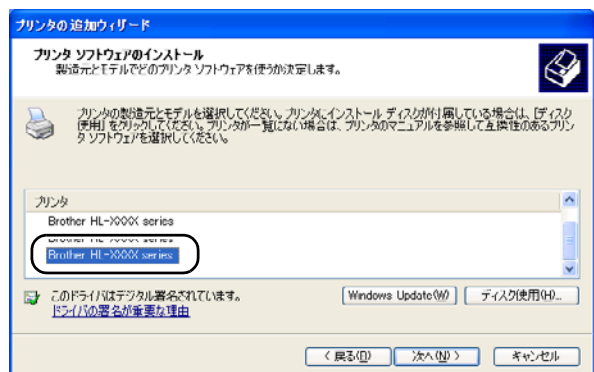 プリンタの追加ウィザード
プリンタ ソフトウェアのインストール
製造元とモデルでどのプリンタ ソフトウェアを使うか決定します。
プリンタの製造元とモデルを選択してください。プリンタにインストール ディスクが付属している場合は、[ディスク
使用] をクリックしてください。プリンタが一覧にない場合は、プリンタのマニュアルを参照して互換性のあるプリン
タ ソフトウェアを選択してください。
プリンタ
Brother HL-XXXX series
Brother HL-XXXX series
Brother HL-XXXX series
このドライバはデジタル署名されています。
Windows Update(W)
ディスク使用(H)...
ドライバの署名が重要な理由
< 戻る(B)
次へ(N) >
キャンセル